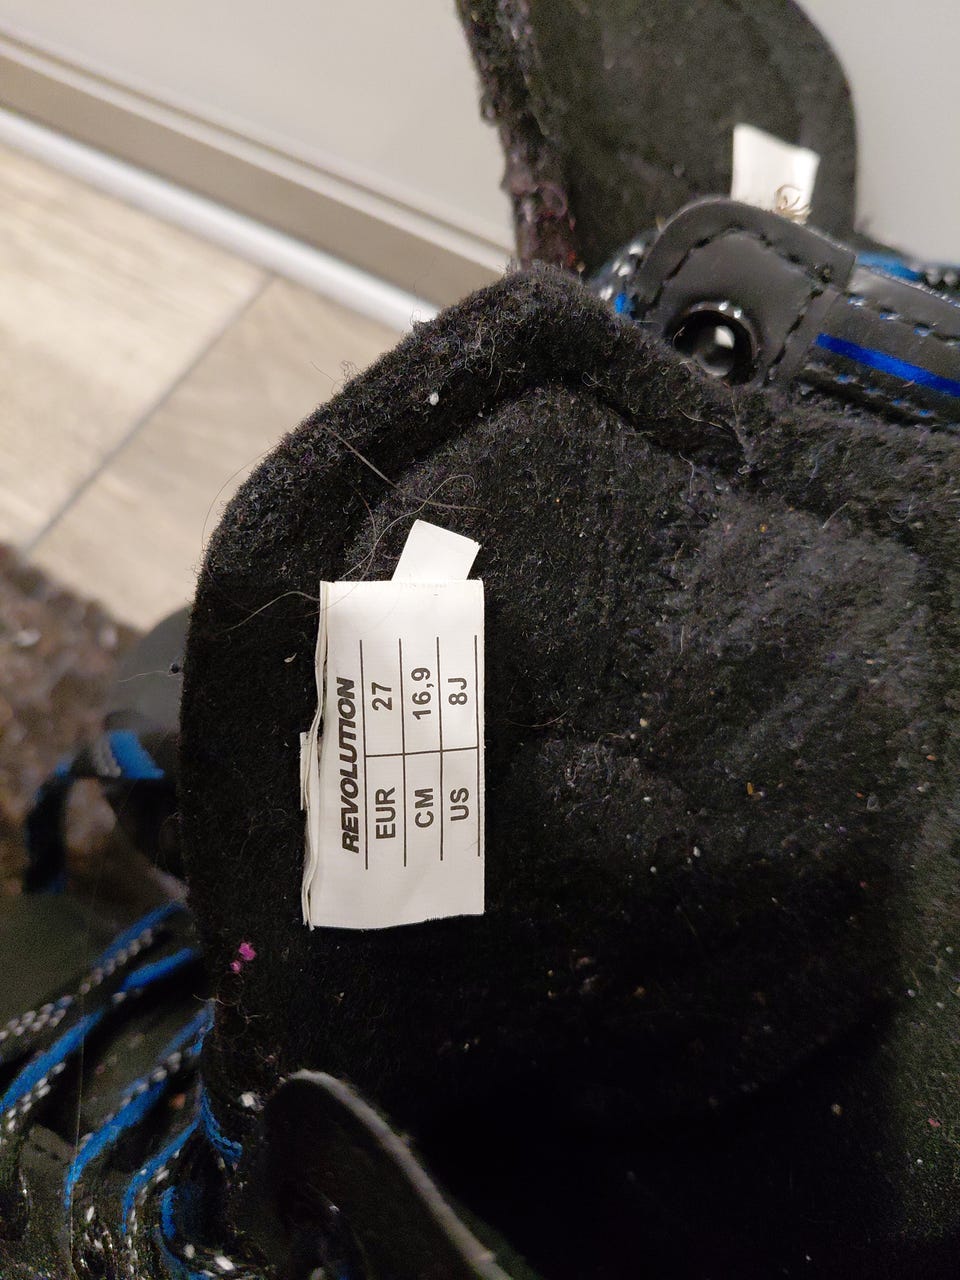 REVOLUTION
EUR 27
CM 16,9
US 8J